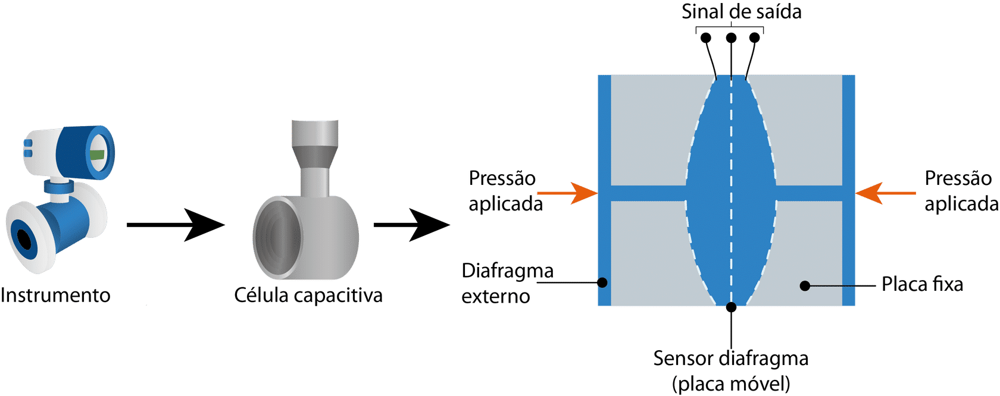 Sinal de saída
Pressão
aplicada
Pressão
aplicada
Diafragma
externo
Placa fixa
Instrumento
Célula capacitiva
Sensor diafragma
(placa móvel)